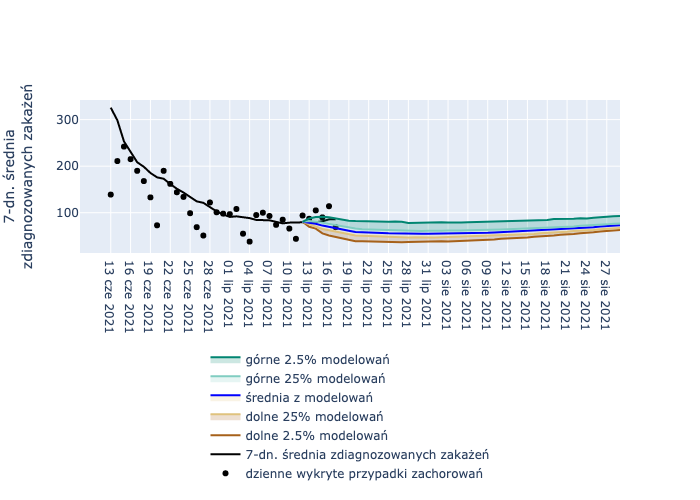 7-dn. średnia
zdiagnozowanych zakażeń
300
200
100
13 cze 2021
16 cze 2021
19 cze 2021
22 cze 2021
25 cze 2021
28 cze 2021
01 lip 2021
04 lip 2021
07 lip 2021
10 lip 2021
13 lip 2021
16 lip 2021
19 lip 2021
22 lip 2021
25 lip 2021
28 lip 2021
31 lip 2021
03 sie 2021
06 sie 2021
09 sie 2021
12 sie 2021
15 sie 2021
18 sie 2021
21 sie 2021
24 sie 2021
27 sie 2021
górne 2.5% modelowań
górne 25% modelowań
średnia z modelowań
dolne 25% modelowań
dolne 2.5% modelowań
7-dn. średnia zdiagnozowanych zakażeń
dzienne wykryte przypadki zachorowań